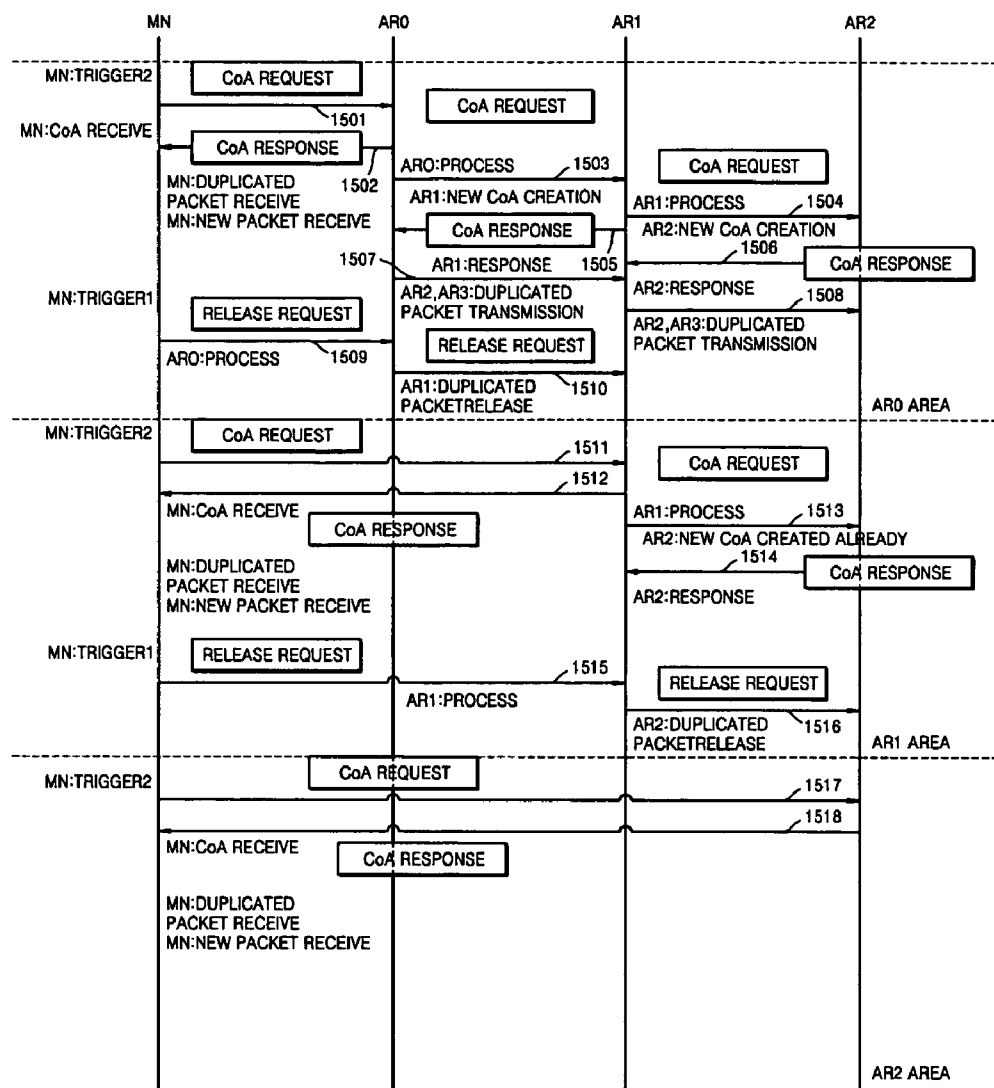 MN
AR0
AR1
AR2
MN:TRIGGER2
CoA REQUEST
1501
CoA REQUEST
MN:CoA RECEIVE
CoA RESPONSE
1502
AR0:PROCESS
1503
CoA REQUEST
MN:DUPLICATED
PACKET RECEIVE
MN:NEW PACKET RECEIVE
AR1:NEW CoA CREATION
AR1:PROCESS
1504
CoA RESPONSE
1505
AR2:NEW CoA CREATION
1506
1507
AR1:RESPONSE
CoA RESPONSE
AR2:RESPONSE
1508
MN:TRIGGER1
RELEASE REQUEST
AR2,AR3:DUPLICATED
PACKET TRANSMISSION
AR2,AR3:DUPLICATED
PACKET TRANSMISSION
AR0:PROCESS
1509
RELEASE REQUEST
1510
AR1:DUPLICATED
PACKETRELEASE
AR0 AREA
MN:TRIGGER2
CoA REQUEST
1511
CoA REQUEST
1512
MN:CoA RECEIVE
CoA RESPONSE
AR1:PROCESS
1513
AR2:NEW CoA CREATED ALREADY
1514
CoA RESPONSE
MN:DUPLICATED
PACKET RECEIVE
MN:NEW PACKET RECEIVE
AR2:RESPONSE
MN:TRIGGER1
RELEASE REQUEST
1515
RELEASE REQUEST
AR1:PROCESS
AR2:DUPLICATED
PACKETRELEASE
1516
AR1 AREA
MN:TRIGGER2
CoA REQUEST
1517
1518
MN:CoA RECEIVE
CoA RESPONSE
MN:DUPLICATED
PACKET RECEIVE
MN:NEW PACKET RECEIVE
AR2 AREA